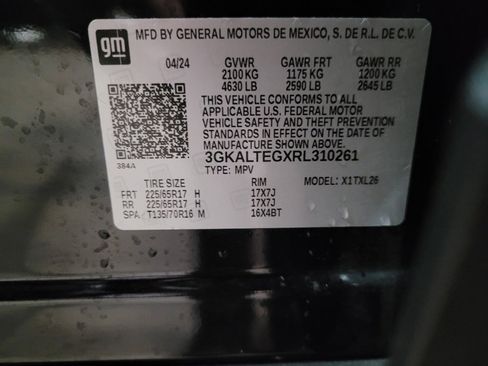 gm MFD BY GENERAL MOTORS DE MEXICO, S. DE R.L. DE C.V.
04/24 GVWR GAWR FRT GAWR RR
2100 KG 1175 KG 1200 KG
4630 LB 2590 LB 2645 LB
THIS VEHICLE CONFORMS TO ALL
APPLICABLE U.S. FEDERAL MOTOR
VEHICLE SAFETY AND THEFT PREVENTION
STANDARDS IN EFFECT ON THE DATE OF
MANUFACTURE SHOWN ABOVE.
384A 3GKALTEGXRL310261
TYPE: MPV MODEL: X1TXL26
TIRE SIZE RIM
FRT 225/65R17 H 17X7J
RR 225/65R17 H 17X7J
SPA T135/70R16 M 16X4BT